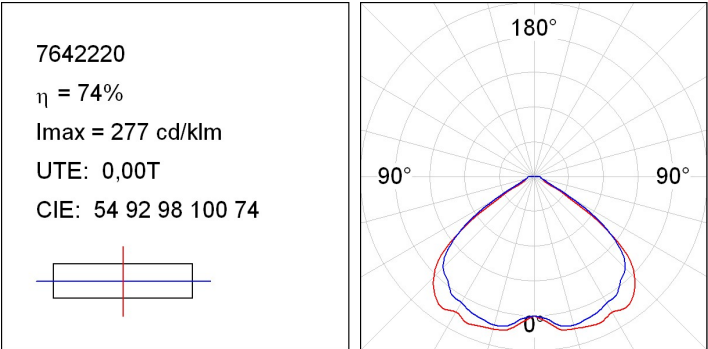 7642220
η = 74%
Imax = 277 cd/klm
UTE: 0,00T
CIE: 54 92 98 100 74
180°
90° 90°
0°